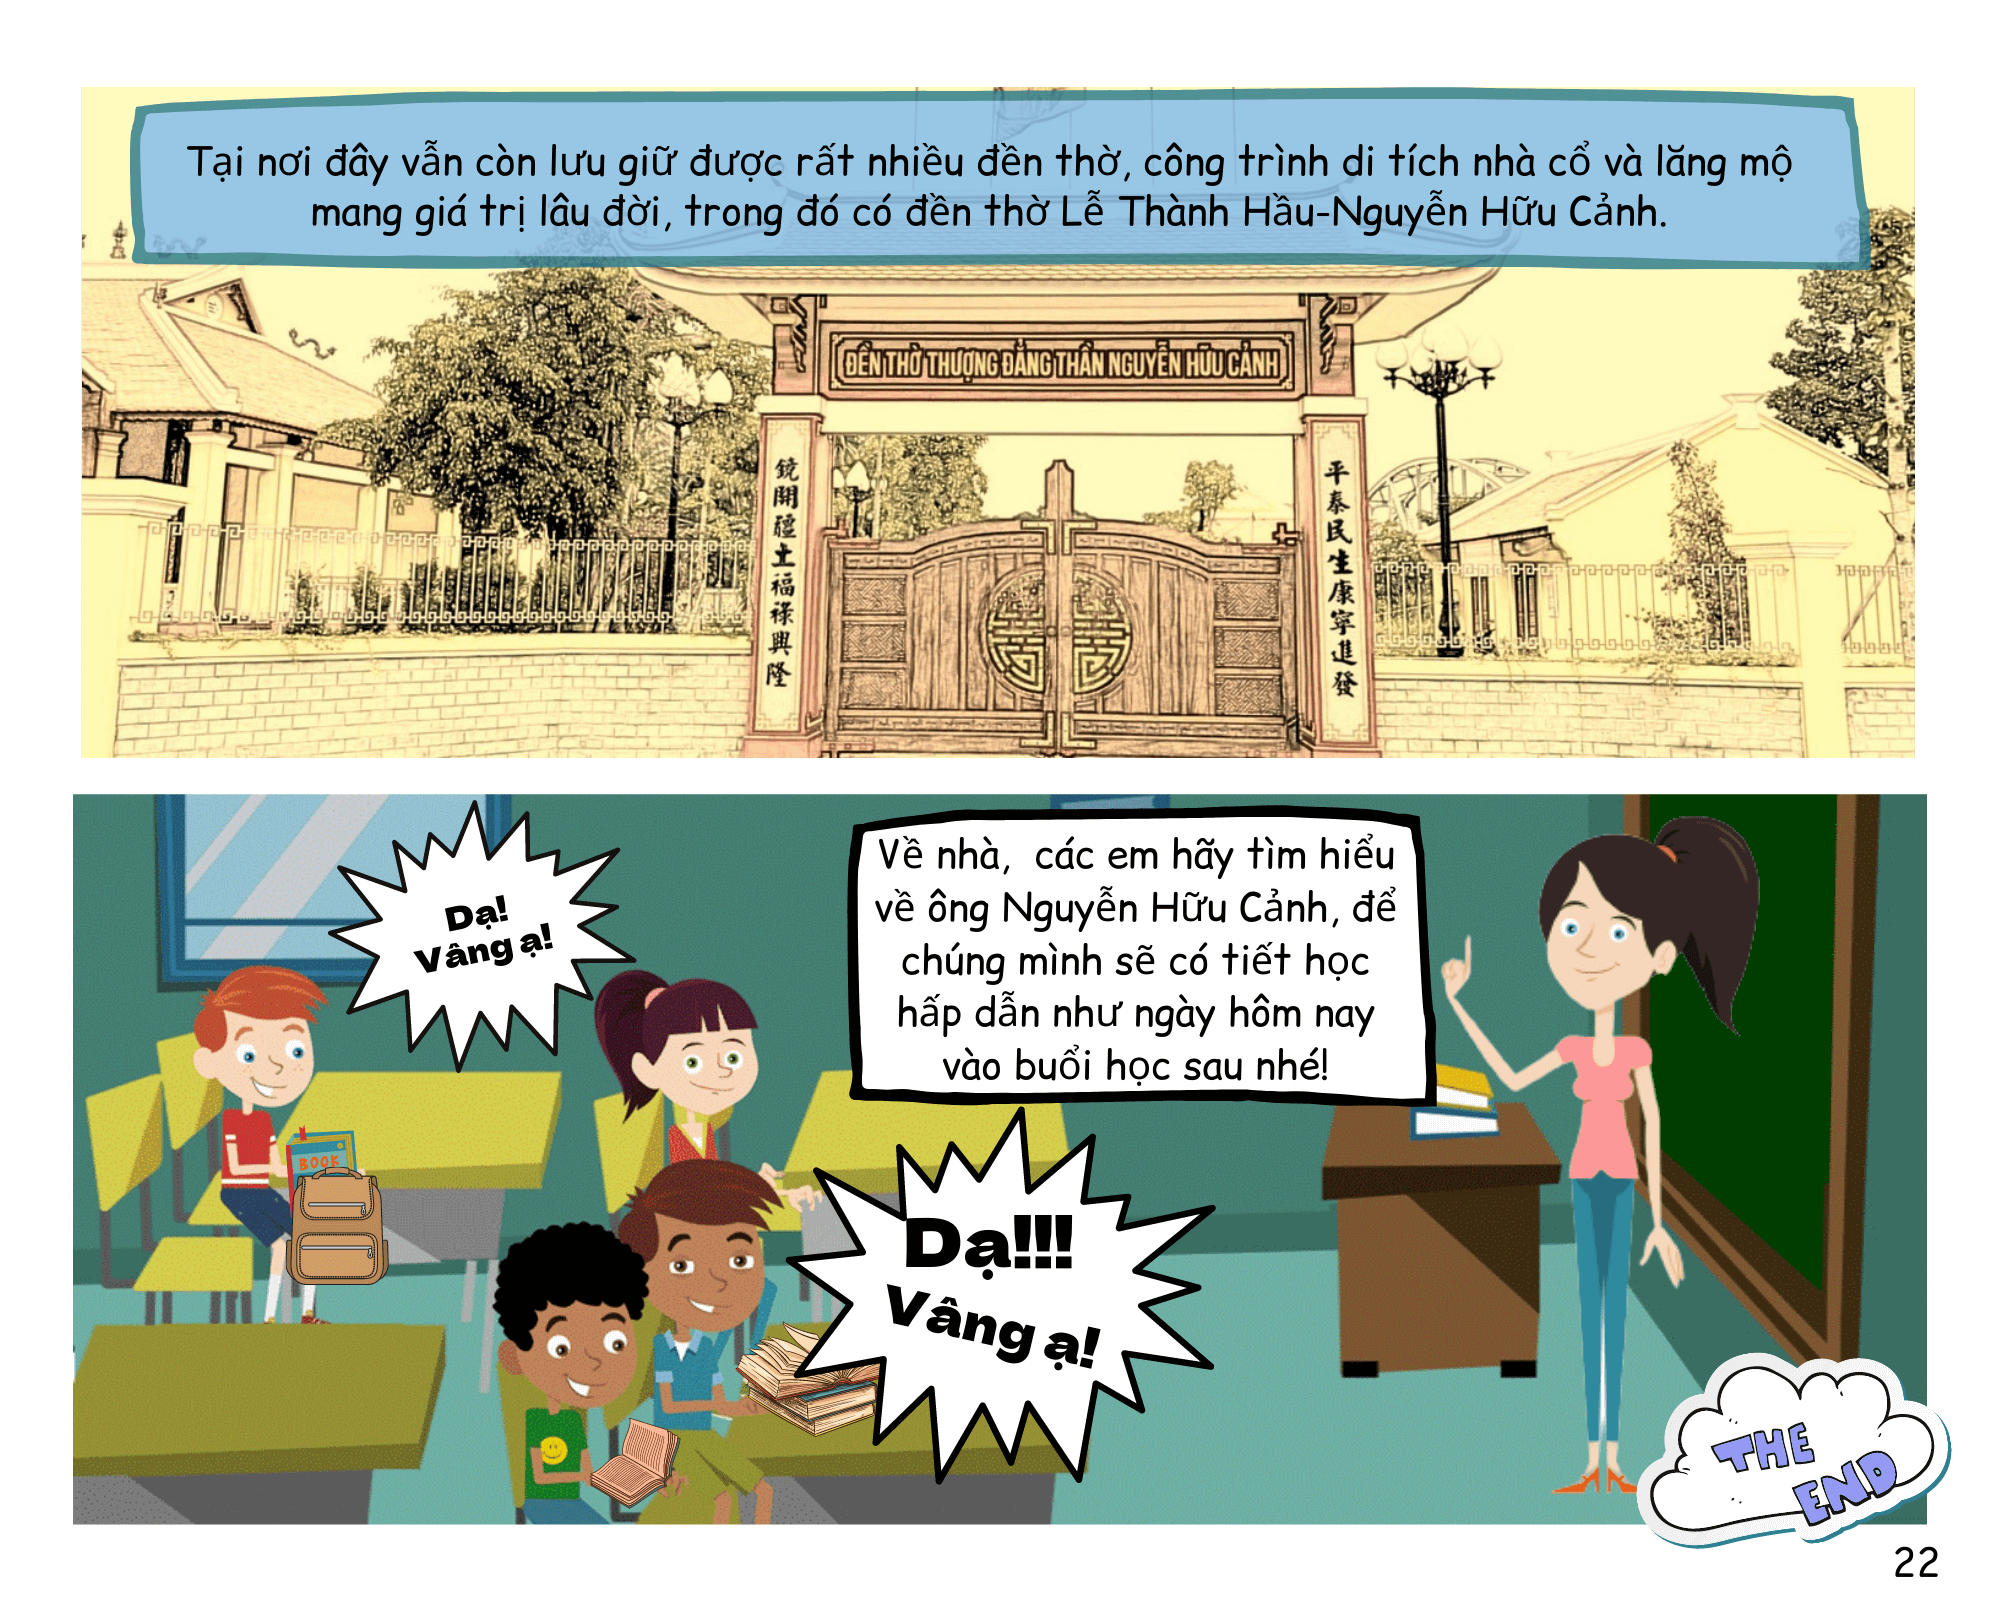 Tại nơi đây vẫn còn lưu giữ được rất nhiều đền thờ, công trình di tích nhà cổ và lăng mộ
mang giá trị lâu đời, trong đó có đền thờ Lễ Thành Hầu-Nguyễn Hữu Cảnh.
ĐỀN THỜ THƯỢNG ĐẲNG THẦN NGUYỄN HỮU CẢNH
鏡開疆土福祿興隆
平泰民生康寧進發
Dạ!
Vâng ạ!
Về nhà, các em hãy tìm hiểu
về ông Nguyễn Hữu Cảnh, để
chúng mình sẽ có tiết học
hấp dẫn như ngày hôm nay
vào buổi học sau nhé!
BOOK
Dạ!!!
Vâng ạ!
THE
END
22